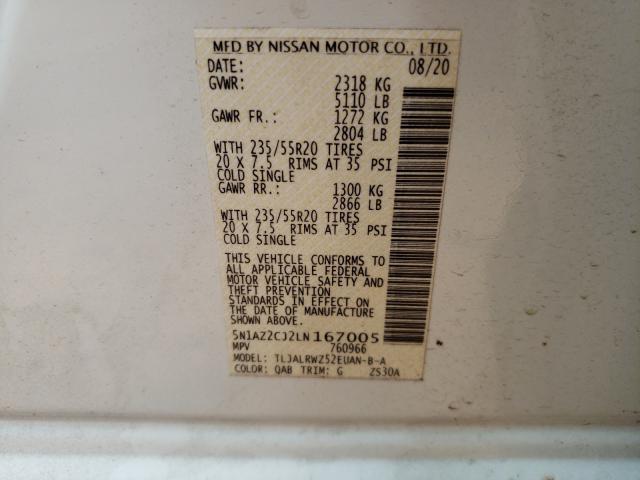 MFD BY NISSAN MOTOR CO., LTD.
DATE: 08/20
GVWR: 2318 KG
5110 LB
GAWR FR.: 1272 KG
2804 LB
WITH 235/55R20 TIRES
20 X 7.5 RIMS AT 35 PSI
COLD SINGLE
GAWR RR.: 1300 KG
2866 LB
WITH 235/55R20 TIRES
20 X 7.5 RIMS AT 35 PSI
COLD SINGLE
THIS VEHICLE CONFORMS TO
ALL APPLICABLE FEDERAL
MOTOR VEHICLE SAFETY AND
THEFT PREVENTION
STANDARDS IN EFFECT ON
THE DATE OF MANUFACTURE
SHOWN ABOVE.
5N1AZ2CJ2LN167005
MPV 760966
MODEL: TLJALRWZ52EUAN-B-A
COLOR: QAB TRIM: G ZS30A